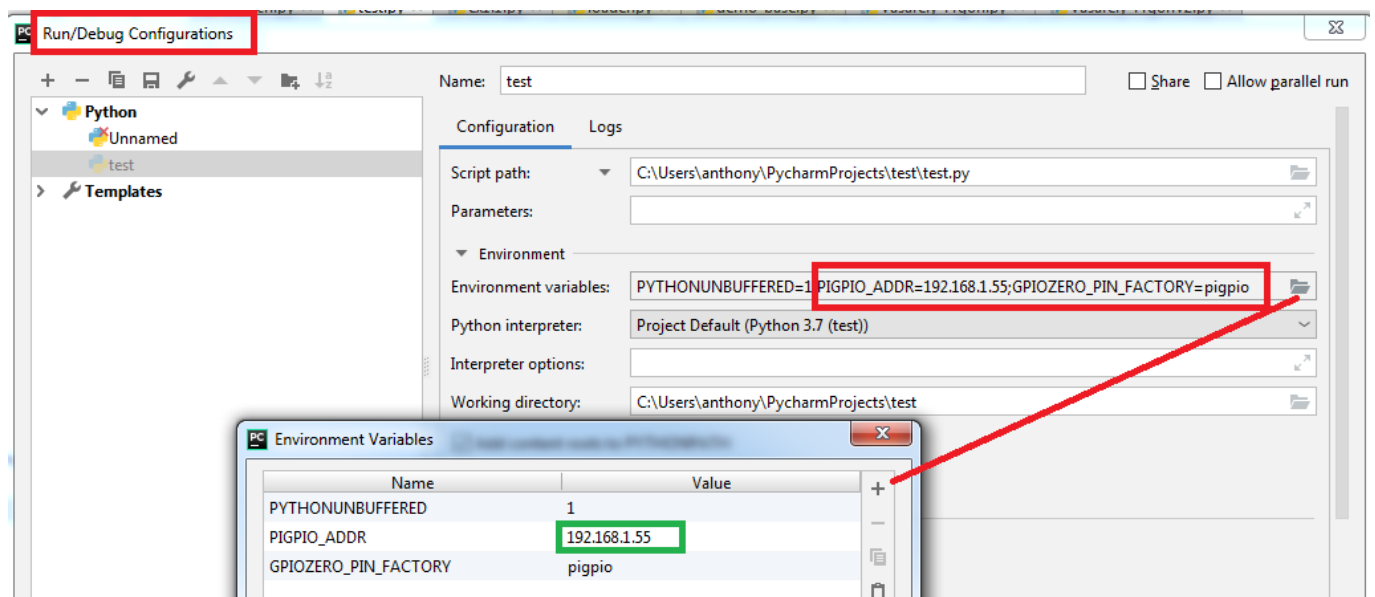 Run/Debug Configurations
Name: test
Share
Allow parallel run
Python
Unnamed
test
Templates
Configuration Logs
Script path: C:\Users\anthony\PycharmProjects\test\test.py
Parameters:
Environment
Environment variables: PYTHONUNBUFFERED=1;PIGPIO_ADDR=192.168.1.55;GPIOZERO_PIN_FACTORY=pigpio
Python interpreter: Project Default (Python 3.7 (test))
Interpreter options:
Working directory: C:\Users\anthony\PycharmProjects\test
Environment Variables
Name Value
PYTHONUNBUFFERED 1
PIGPIO_ADDR 192.168.1.55
GPIOZERO_PIN_FACTORY pigpio